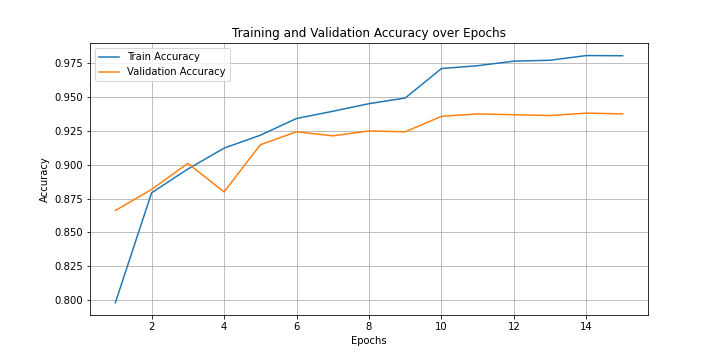 Training and Validation Accuracy over Epochs
Train Accuracy
Validation Accuracy
0.975
0.950
0.925
0.900
0.875
0.850
0.825
0.800
Accuracy
2 4 6 8 10 12 14
Epochs